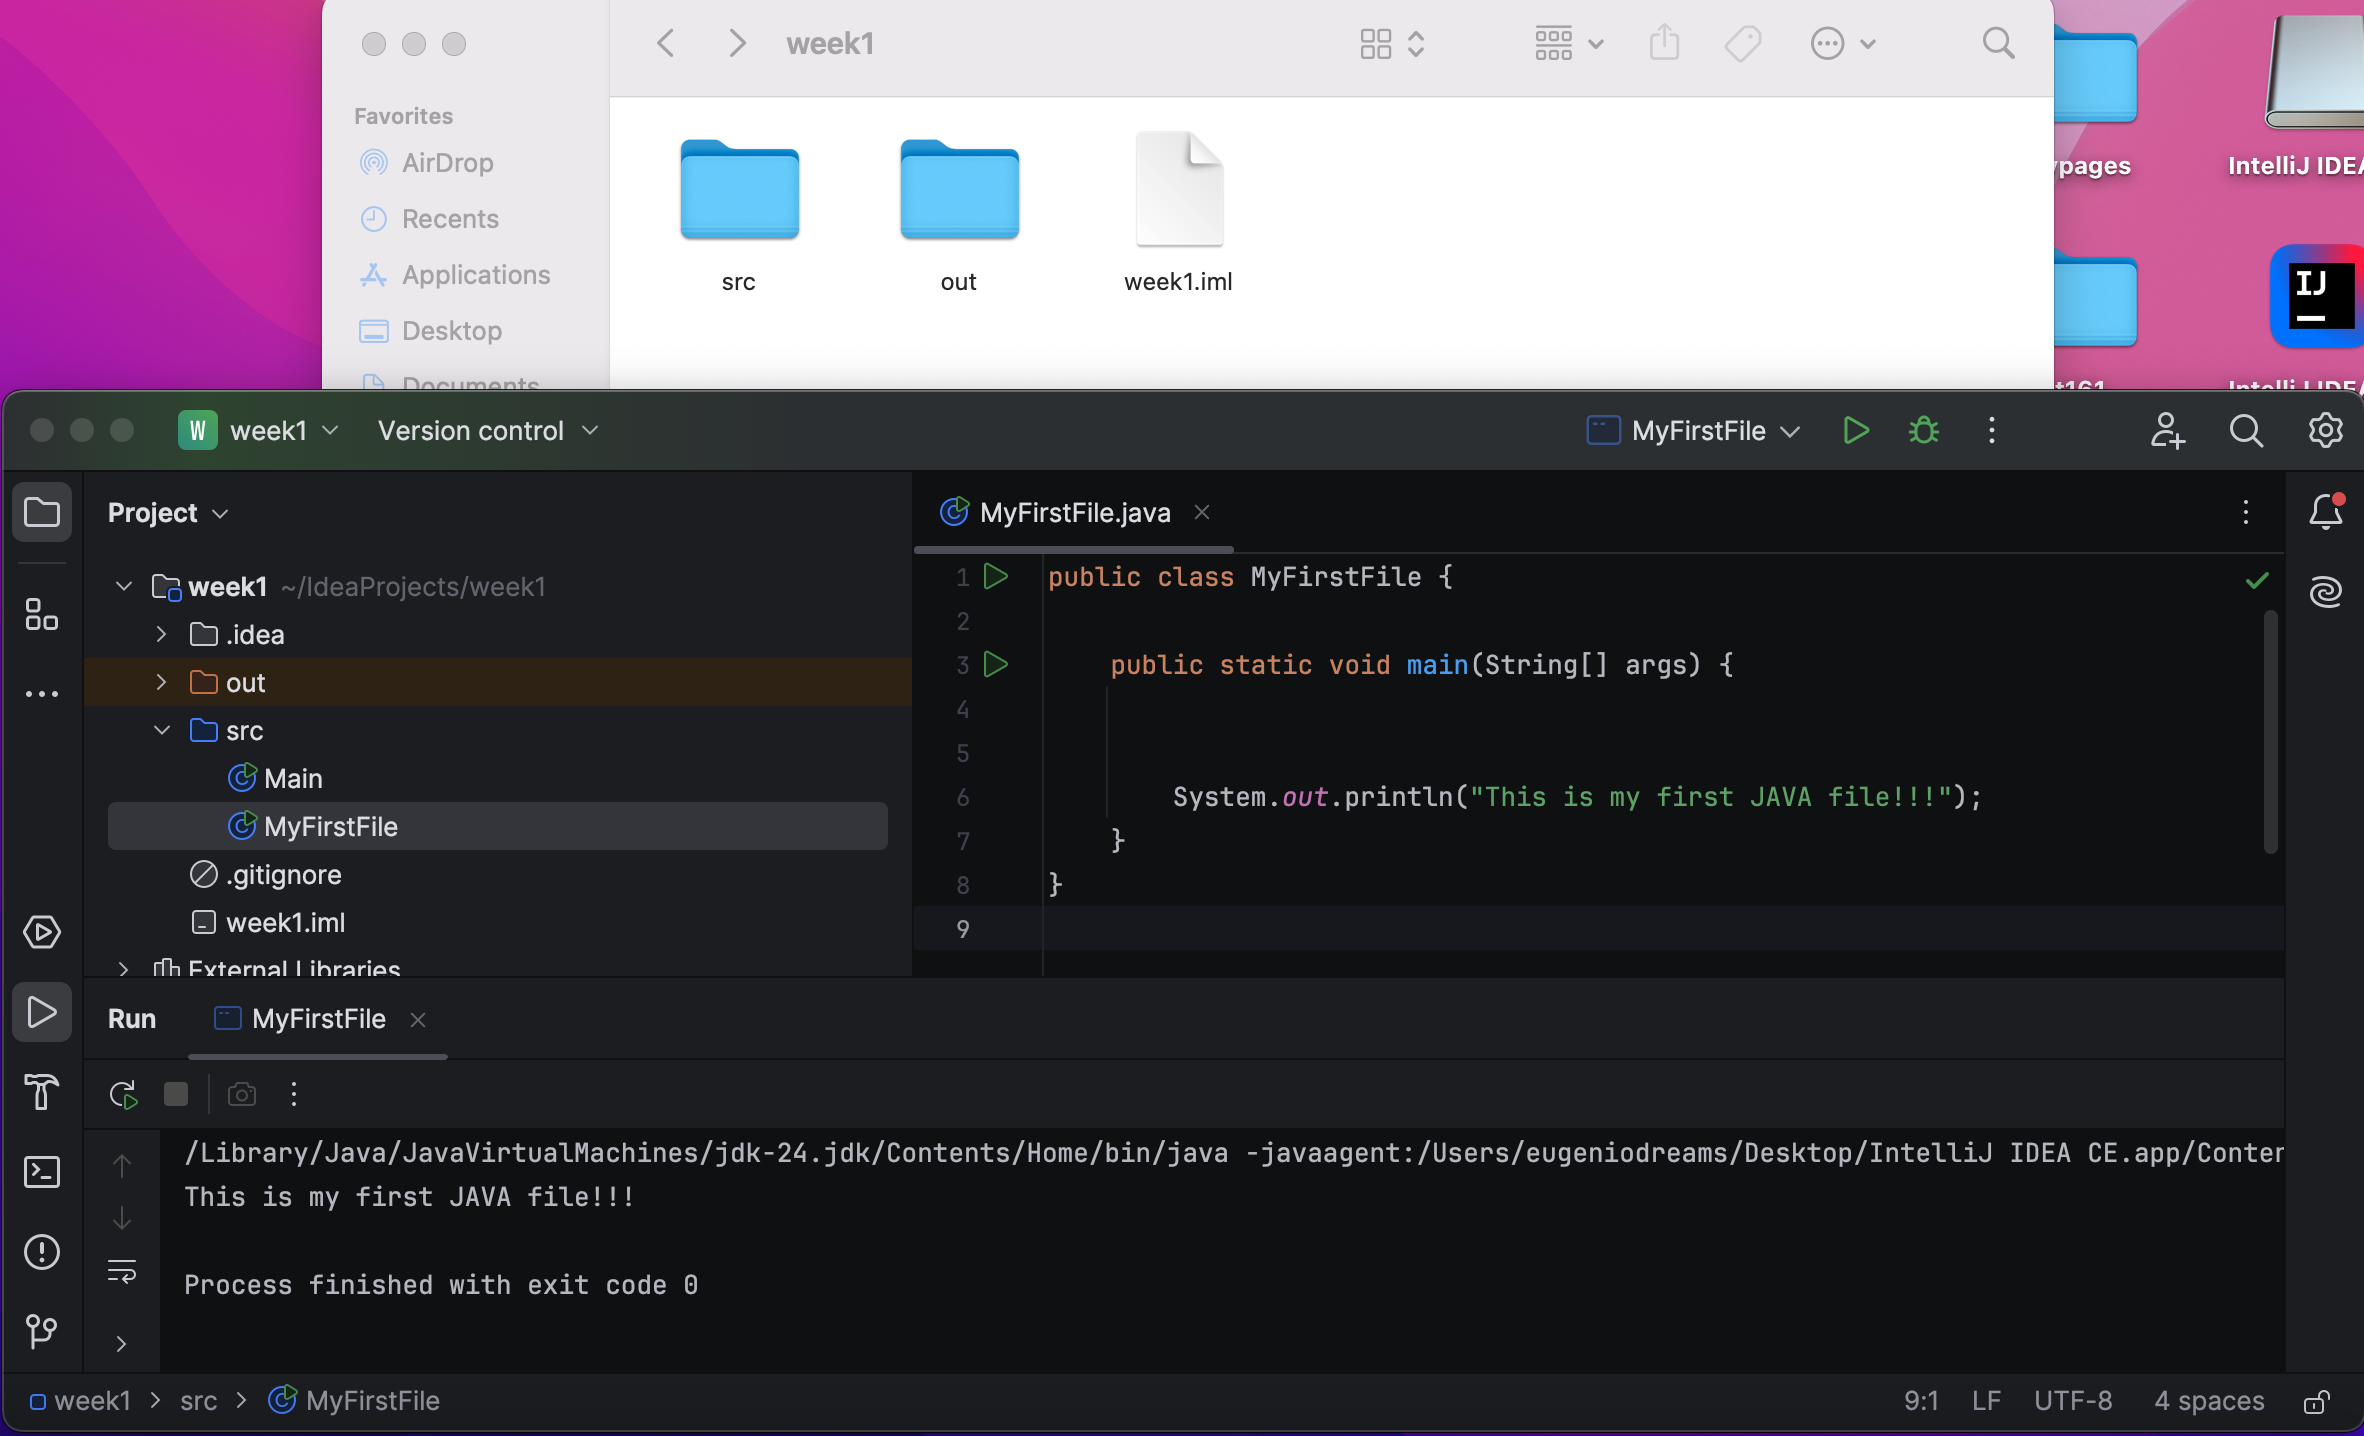 week1
Favorites
AirDrop
Recents
Applications
Desktop
Documents
src
out
week1.iml
IntelliJ IDEA
IJ
W week1
Version control
MyFirstFile
Project
MyFirstFile.java
week1 ~/IdeaProjects/week1
.idea
out
src
Main
MyFirstFile
.gitignore
week1.iml
External Libraries
1 public class MyFirstFile {
2
3 public static void main(String[] args) {
4
5
6 System.out.println("This is my first JAVA file!!!");
7 }
8 }
9
Run
MyFirstFile
/Library/Java/JavaVirtualMachines/jdk-24.jdk/Contents/Home/bin/java -javaagent:/Users/eugeniodreams/Desktop/IntelliJ IDEA CE.app/Conten
This is my first JAVA file!!!
Process finished with exit code 0
week1 > src > MyFirstFile
9:1 LF UTF-8 4 spaces